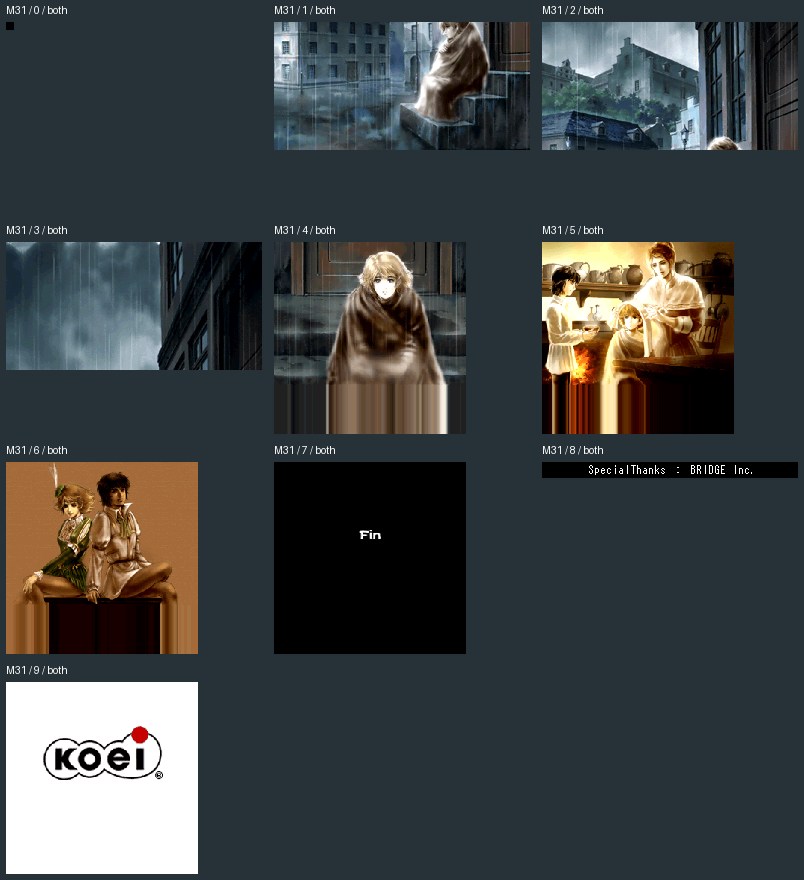 M31 / 0 / both
M31 / 1 / both
M31 / 2 / both
M31 / 3 / both
M31 / 4 / both
M31 / 5 / both
M31 / 6 / both
M31 / 7 / both
M31 / 8 / both
Fin
SpecialThanks : BRIDGE Inc.
M31 / 9 / both
KOEI ®